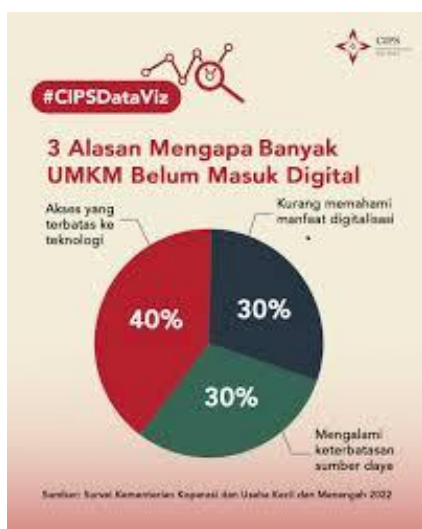 CIPS
#CIPSDataViz
3 Alasan Mengapa Banyak
UMKM Belum Masuk Digital
Akses yang
terbatas ke
teknologi
Kurang memahami
manfaat digitalisasi
40%
30%
30%
Mengalami
keterbatasan
sumber daya
Sumber: Survei Kementerian Koperasi dan Usaha Kecil dan Menengah 2022